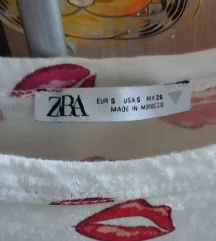 ZARA
EUR S USA S MEX 26
MADE IN MOROCCO